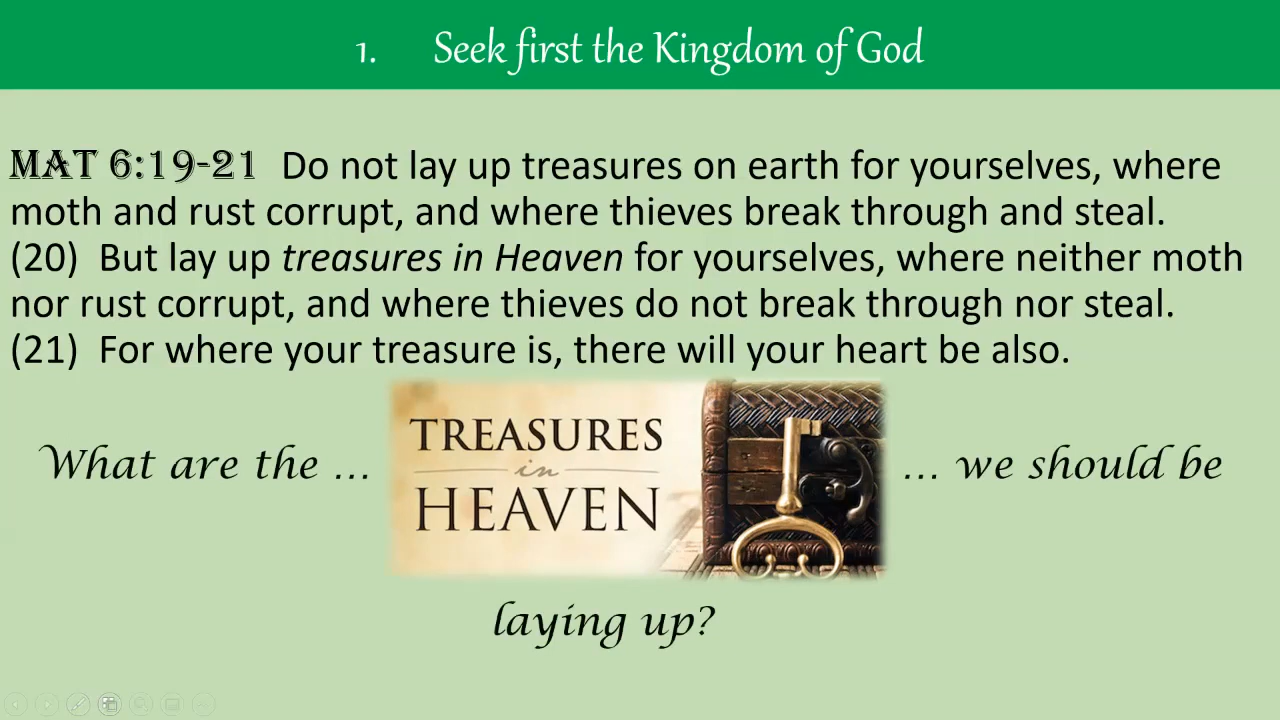 1. Seek first the Kingdom of God
MAT 6:19-21 Do not lay up treasures on earth for yourselves, where
moth and rust corrupt, and where thieves break through and steal.
(20) But lay up treasures in Heaven for yourselves, where neither moth
nor rust corrupt, and where thieves do not break through nor steal.
(21) For where your treasure is, there will your heart be also.
What are the ...
TREASURES
in
HEAVEN
... we should be
laying up?